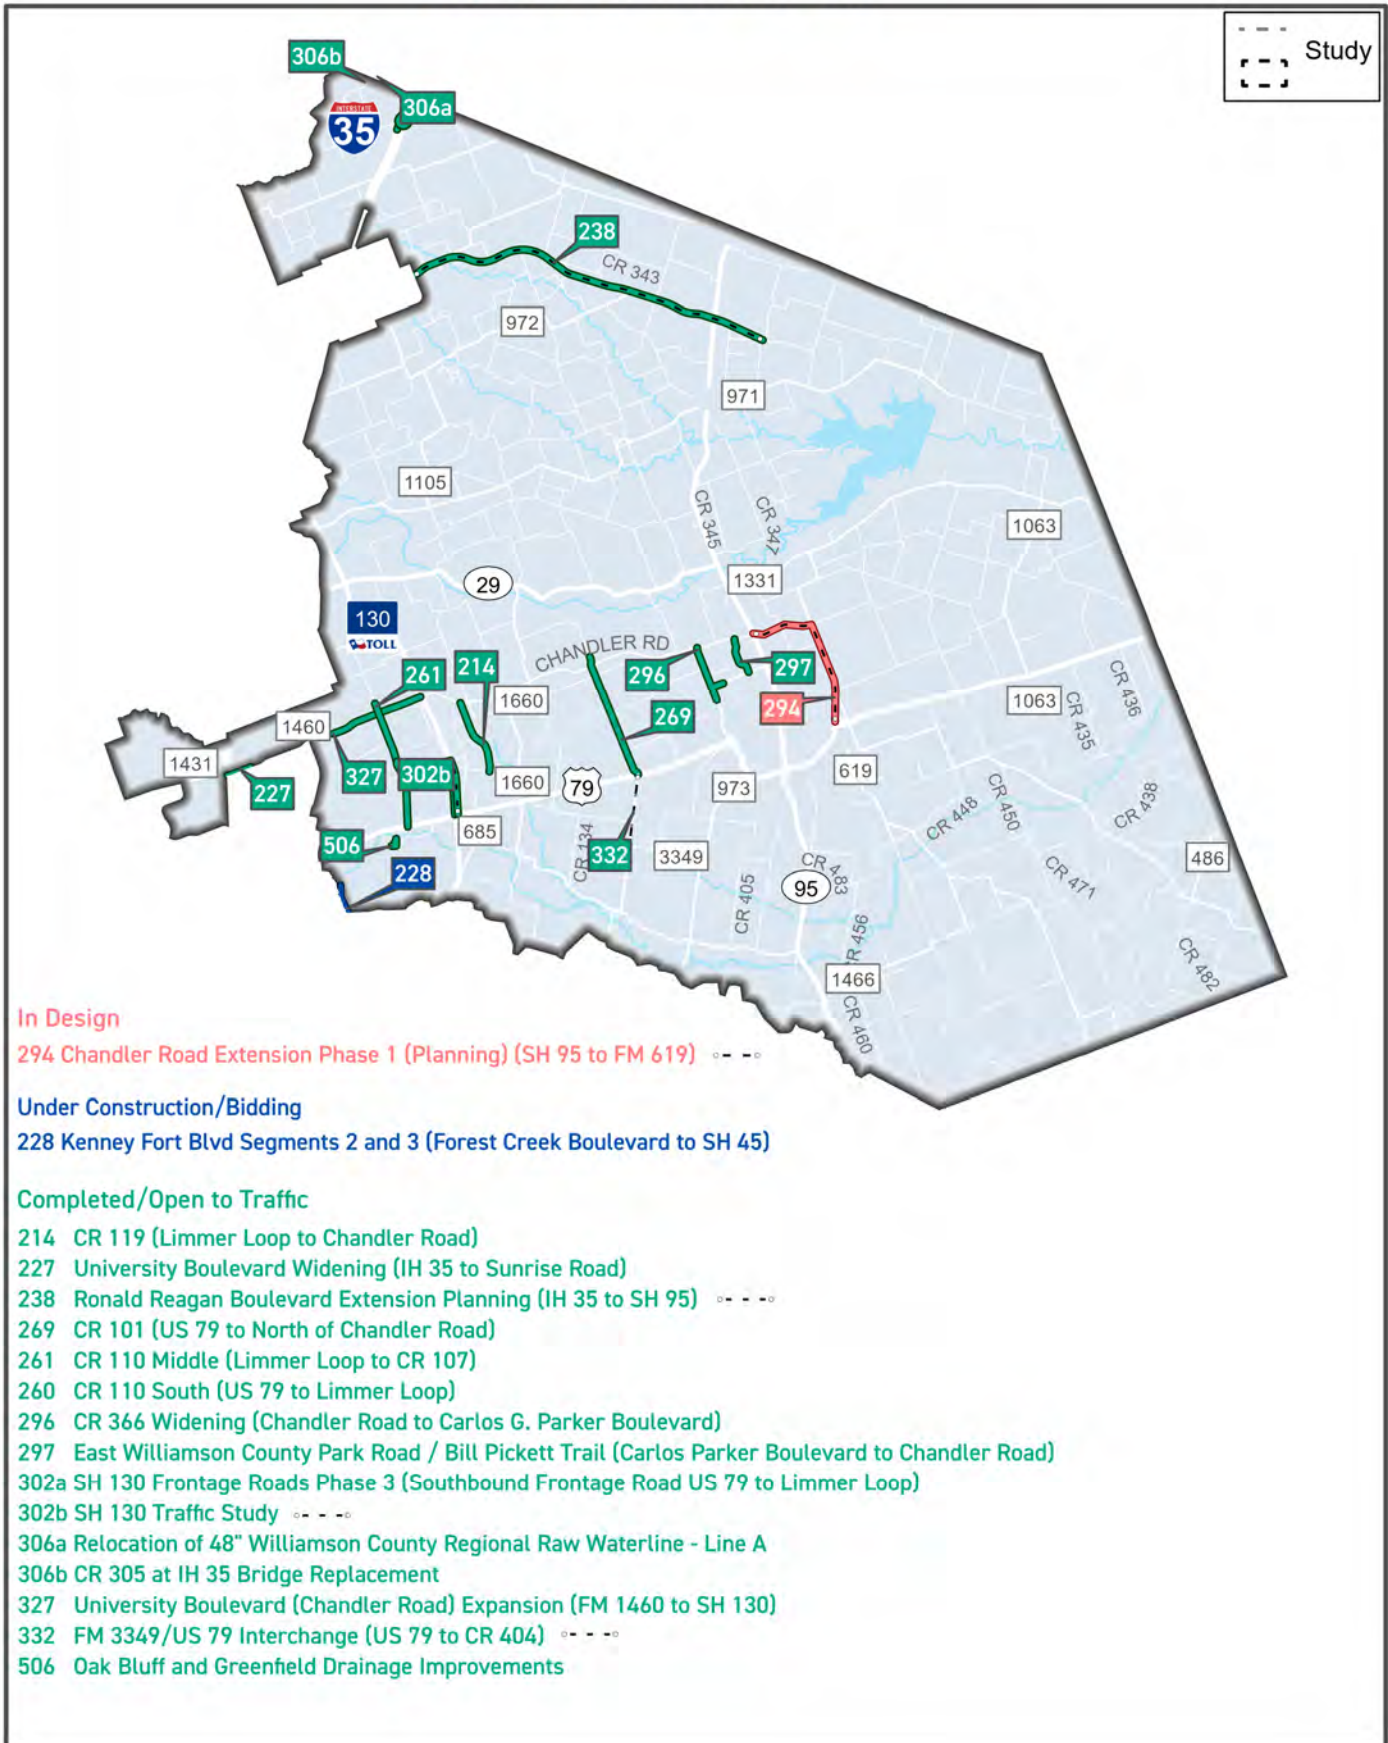 Study
306b
306a
INTERSTATE
35
238
CR 343
972
971
1105
CR 345
CR 347
1063
1331
29
130
TOLL
CHANDLER RD
261
214
296
297
1660
269
294
1063
CR 436
CR 435
1460
1431
327
302b
227
1660
79
973
619
CR 450
CR 448
CR 438
685
506
CR 134
332
3349
CR 483
95
CR 471
486
228
CR 405
CR 456
1466
CR 482
CR 460
In Design
294 Chandler Road Extension Phase 1 (Planning) (SH 95 to FM 619)
Under Construction/Bidding
228 Kenney Fort Blvd Segments 2 and 3 (Forest Creek Boulevard to SH 45)
Completed/Open to Traffic
214 CR 119 (Limmer Loop to Chandler Road)
227 University Boulevard Widening (IH 35 to Sunrise Road)
238 Ronald Reagan Boulevard Extension Planning (IH 35 to SH 95)
269 CR 101 (US 79 to North of Chandler Road)
261 CR 110 Middle (Limmer Loop to CR 107)
260 CR 110 South (US 79 to Limmer Loop)
296 CR 366 Widening (Chandler Road to Carlos G. Parker Boulevard)
297 East Williamson County Park Road / Bill Pickett Trail (Carlos Parker Boulevard to Chandler Road)
302a SH 130 Frontage Roads Phase 3 (Southbound Frontage Road US 79 to Limmer Loop)
302b SH 130 Traffic Study
306a Relocation of 48" Williamson County Regional Raw Waterline - Line A
306b CR 305 at IH 35 Bridge Replacement
327 University Boulevard (Chandler Road) Expansion (FM 1460 to SH 130)
332 FM 3349/US 79 Interchange (US 79 to CR 404)
506 Oak Bluff and Greenfield Drainage Improvements